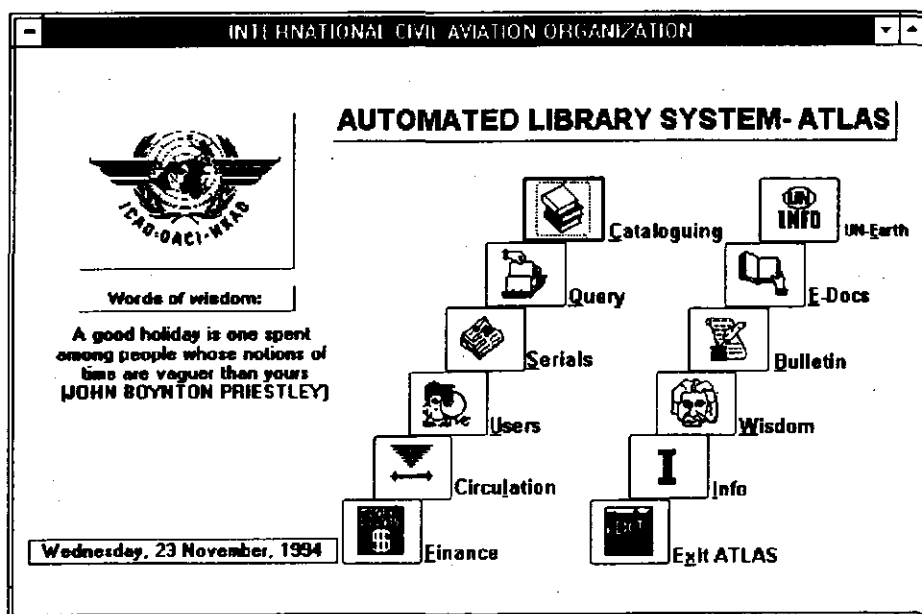 INTERNATIONAL CIVIL AVIATION ORGANIZATION
AUTOMATED LIBRARY SYSTEM- ATLAS
ICAO·OACI·ИКАО
Words of wisdom:
A good holiday is one spent
among people whose notions of
time are vaguer than yours
[JOHN BOYNTON PRIESTLEY]
Wednesday, 23 November, 1994
Cataloguing
Query
Serials
Users
Circulation
$
Finance
UN
INFO
UN-Earth
E-Docs
Bulletin
Wisdom
I
Info
EXIT
Exit ATLAS